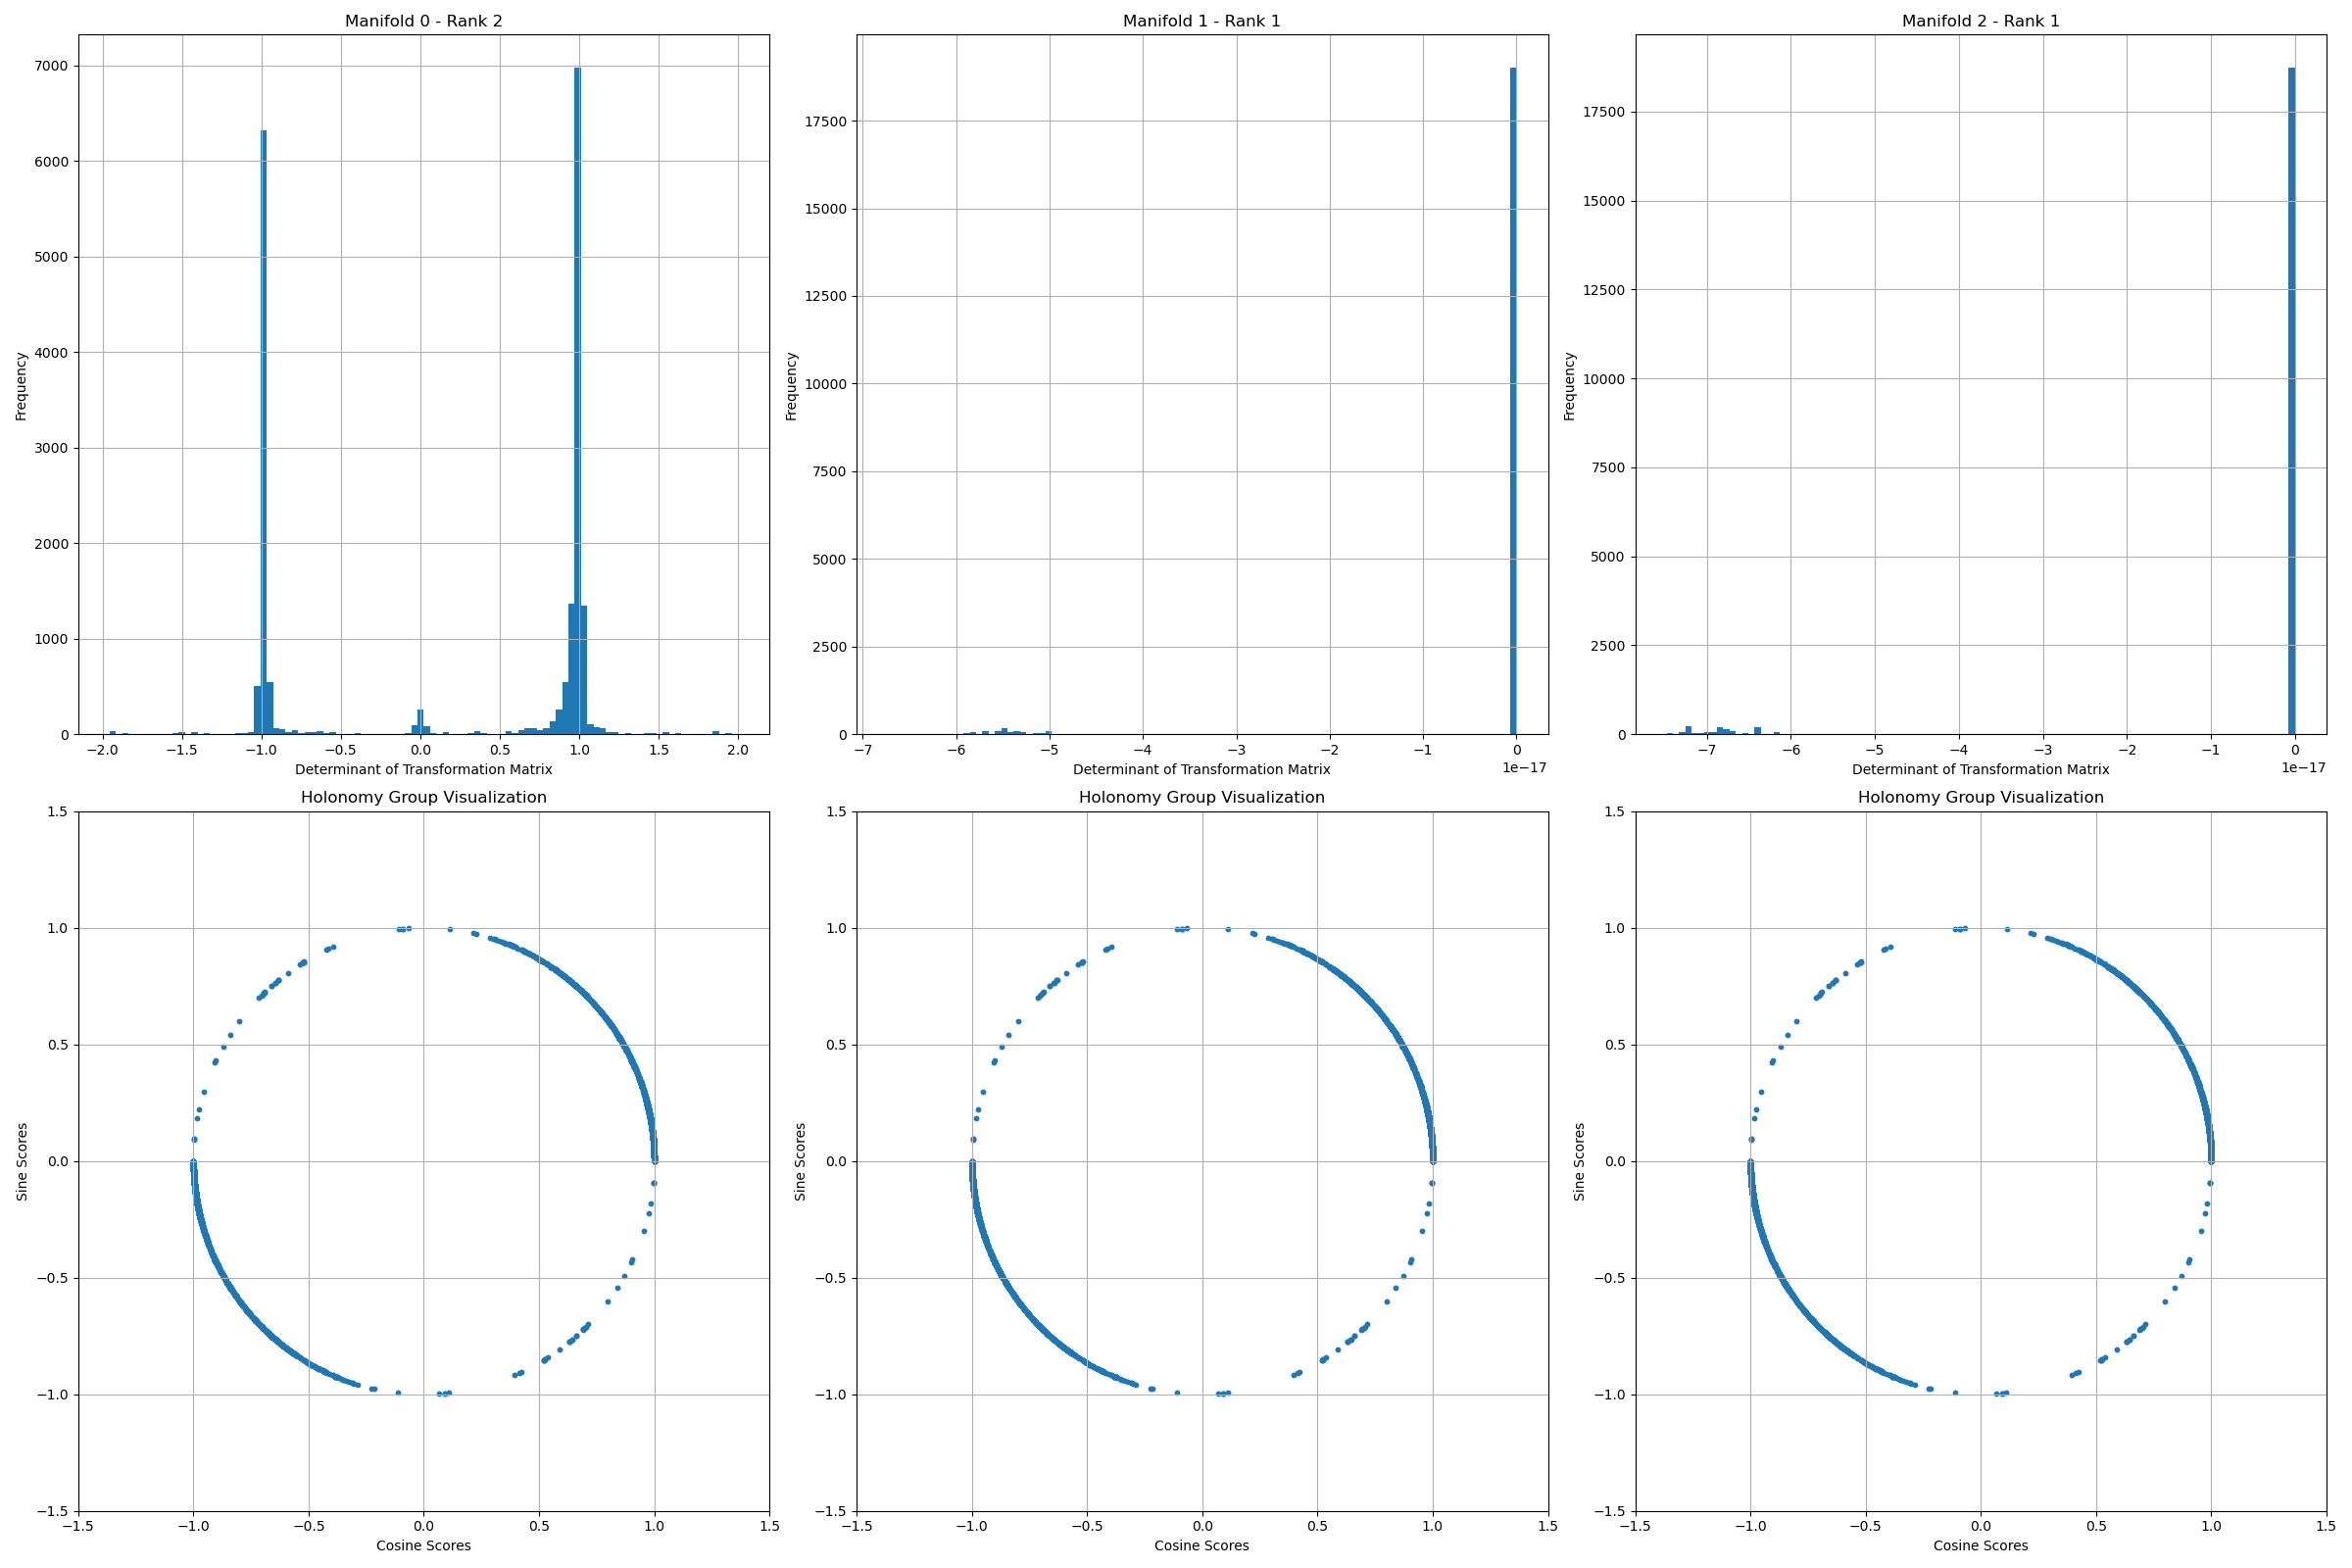 Manifold 0 - Rank 2
7000
6000
5000
4000
3000
2000
1000
0
Frequency
−2.0 −1.5 −1.0 −0.5 0.0 0.5 1.0 1.5 2.0
Determinant of Transformation Matrix
Manifold 1 - Rank 1
17500
15000
12500
10000
7500
5000
2500
0
Frequency
−7 −6 −5 −4 −3 −2 −1 0
1e−17
Determinant of Transformation Matrix
Manifold 2 - Rank 1
17500
15000
12500
10000
7500
5000
2500
0
Frequency
−7 −6 −5 −4 −3 −2 −1 0
1e−17
Determinant of Transformation Matrix
Holonomy Group Visualization
1.5
1.0
0.5
0.0
−0.5
−1.0
−1.5
Sine Scores
−1.5 −1.0 −0.5 0.0 0.5 1.0 1.5
Cosine Scores
Holonomy Group Visualization
1.5
1.0
0.5
0.0
−0.5
−1.0
−1.5
Sine Scores
−1.5 −1.0 −0.5 0.0 0.5 1.0 1.5
Cosine Scores
Holonomy Group Visualization
1.5
1.0
0.5
0.0
−0.5
−1.0
−1.5
Sine Scores
−1.5 −1.0 −0.5 0.0 0.5 1.0 1.5
Cosine Scores